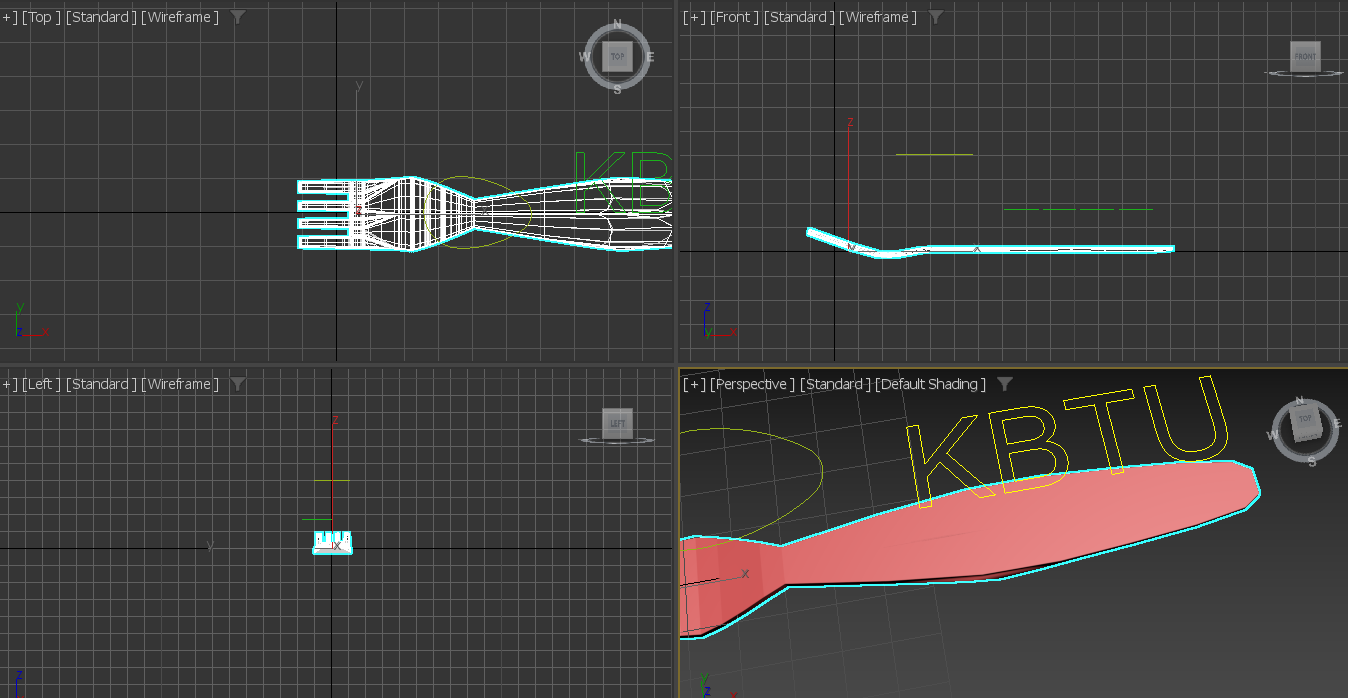 +] [Top ] [Standard ] [Wireframe ]
N
W TOP E
S
y
KB
z
y
z x
[+] [Front ] [Standard ] [Wireframe ]
FRONT
z
x
x
z
y x
+] [Left ] [Standard ] [Wireframe ]
LEFT
z
y
x
z
[+] [Perspective ] [Standard ] [Default Shading ]
KBTU
N
W TOP E
S
x
y
z x